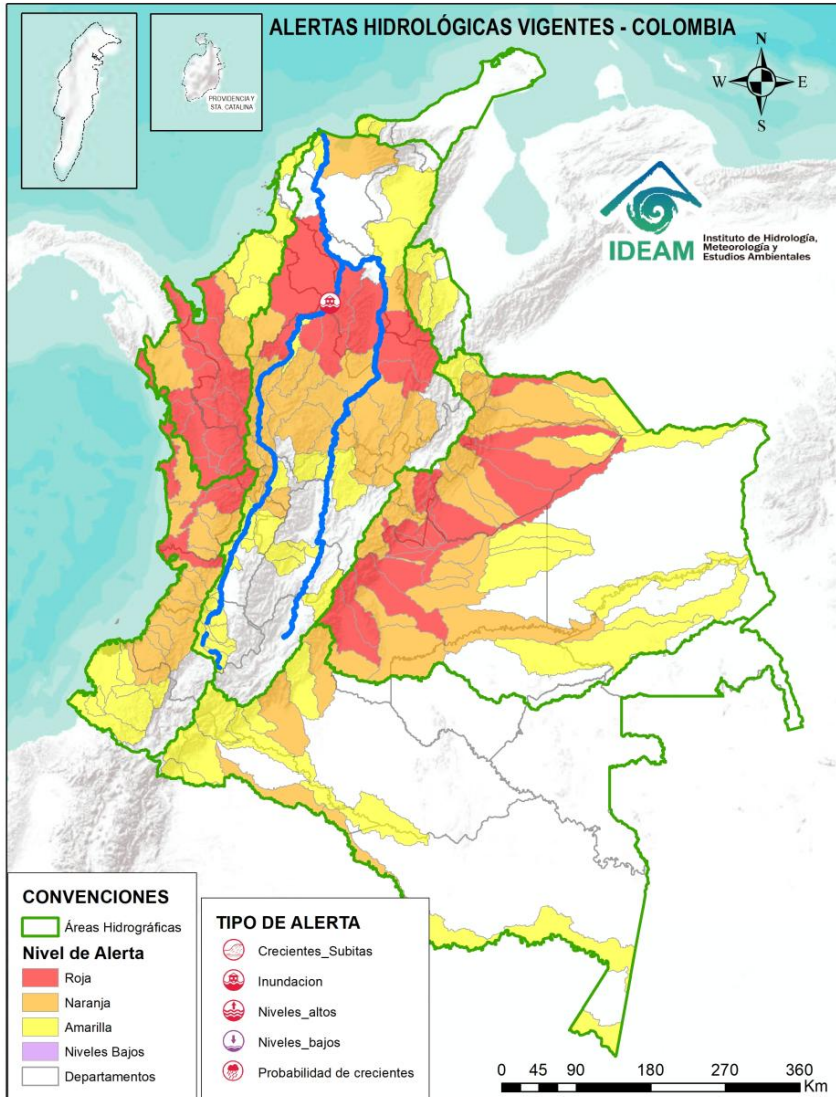 ALERTAS HIDROLÓGICAS VIGENTES - COLOMBIA
PROVIDENCIA Y
STA. CATALINA
N
W
E
S
IDEAM
Instituto de Hidrología,
Meteorología y
Estudios Ambientales
CONVENCIONES
Áreas Hidrográficas
Nivel de Alerta
Roja
Naranja
Amarilla
Niveles Bajos
Departamentos
TIPO DE ALERTA
Crecientes_Subitas
Inundacion
Niveles_altos
Niveles_bajos
Probabilidad de crecientes
0 45 90 180 270 360
Km